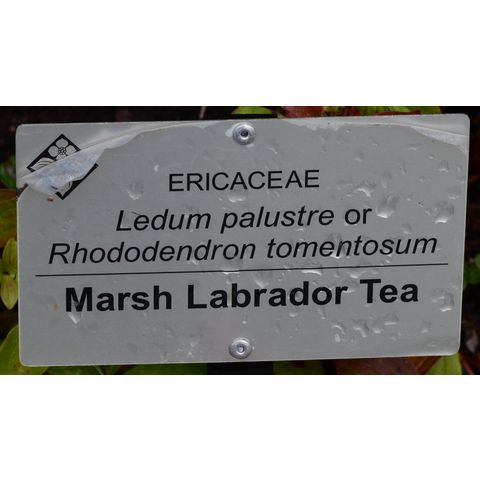 ERICACEAE
Ledum palustre or
Rhododendron tomentosum
Marsh Labrador Tea